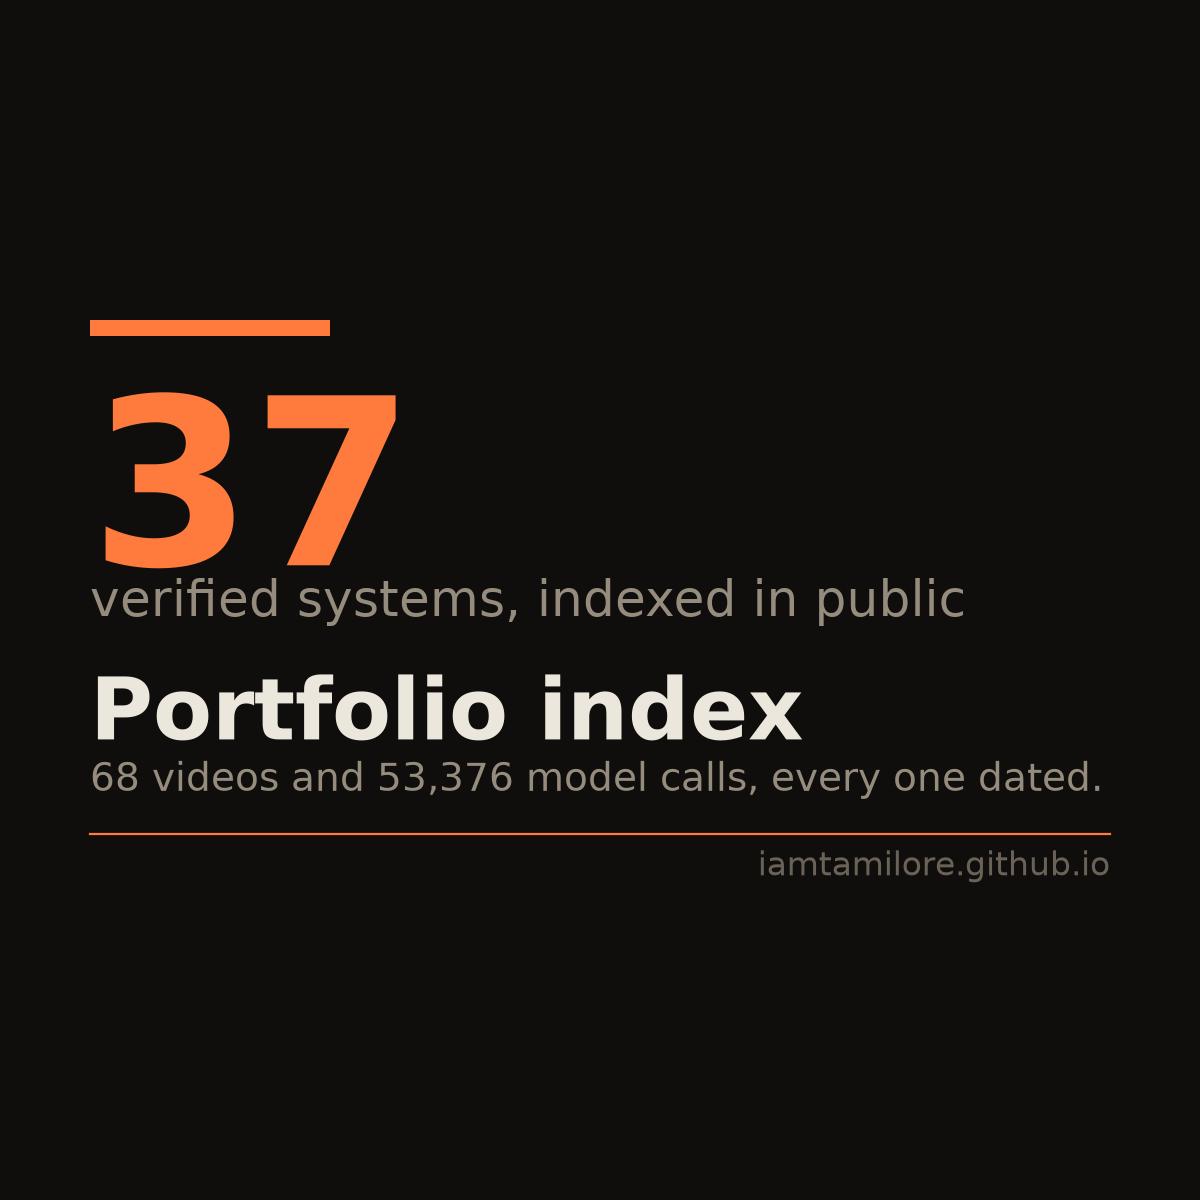 37
verified systems, indexed in public
Portfolio index
68 videos and 53,376 model calls, every one dated.
iamtamilore.github.io